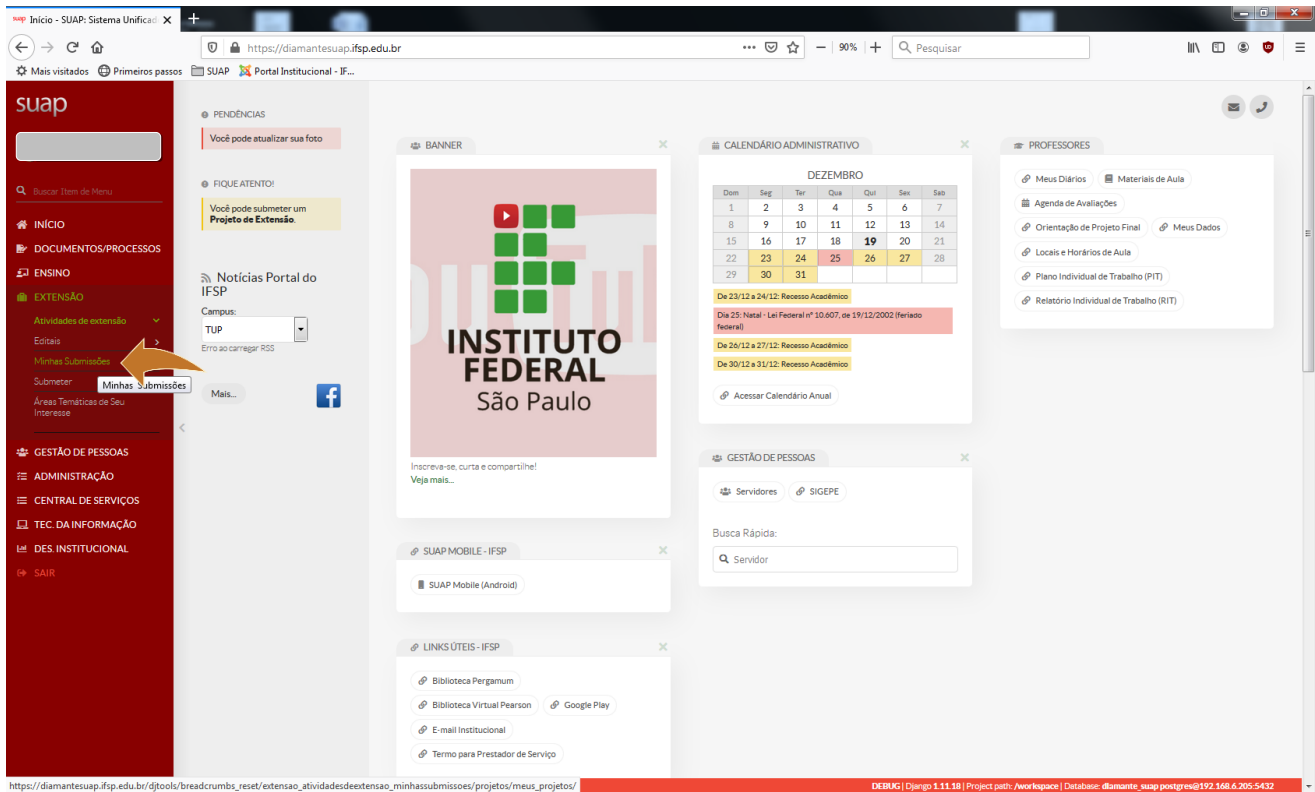 suap Início - SUAP: Sistema Unificad
https://diamantesuap.ifsp.edu.br
90%
Pesquisar
Mais visitados
Primeiros passos
SUAP
Portal Institucional - IF...
suap
Buscar Item de Menu
INÍCIO
DOCUMENTOS/PROCESSOS
ENSINO
EXTENSÃO
Atividades de extensão
Editais
Minhas Submissões
Submeter
Minhas Submissões
Áreas Temáticas de Seu
Interesse
GESTÃO DE PESSOAS
ADMINISTRAÇÃO
CENTRAL DE SERVIÇOS
TEC. DA INFORMAÇÃO
DES. INSTITUCIONAL
SAIR
PENDÊNCIAS
Você pode atualizar sua foto
FIQUE ATENTO!
Você pode submeter um
Projeto de Extensão.
Notícias Portal do
IFSP
Campus:
TUP
Erro ao carregar RSS
Mais...
BANNER
INSTITUTO
FEDERAL
São Paulo
Inscreva-se, curta e compartilhe!
Veja mais...
SUAP MOBILE - IFSP
SUAP Mobile (Android)
LINKS ÚTEIS - IFSP
Biblioteca Pergamum
Biblioteca Virtual Pearson
Google Play
E-mail Institucional
Termo para Prestador de Serviço
CALENDÁRIO ADMINISTRATIVO
DEZEMBRO
Dom Seg Ter Qua Qui Sex Sab
1 2 3 4 5 6 7
8 9 10 11 12 13 14
15 16 17 18 19 20 21
22 23 24 25 26 27 28
29 30 31
De 23/12 a 24/12: Recesso Acadêmico
Dia 25: Natal - Lei Federal nº 10.607, de 19/12/2002 (feriado
federal)
De 26/12 a 27/12: Recesso Acadêmico
De 30/12 a 31/12: Recesso Acadêmico
Acessar Calendário Anual
GESTÃO DE PESSOAS
Servidores
SIGEPE
Busca Rápida:
Servidor
PROFESSORES
Meus Diários
Materiais de Aula
Agenda de Avaliações
Orientação de Projeto Final
Meus Dados
Locais e Horários de Aula
Plano Individual de Trabalho (PIT)
Relatório Individual de Trabalho (RIT)
https://diamantesuap.ifsp.edu.br/djtools/breadcrumbs_reset/extensao_atividadesdeextensao_minhassubmissoes/projetos/meus_projetos/
DEBUG | Django 1.11.18 | Project path: /workspace | Database: diamante_suap postgres@192.168.6.205:5432